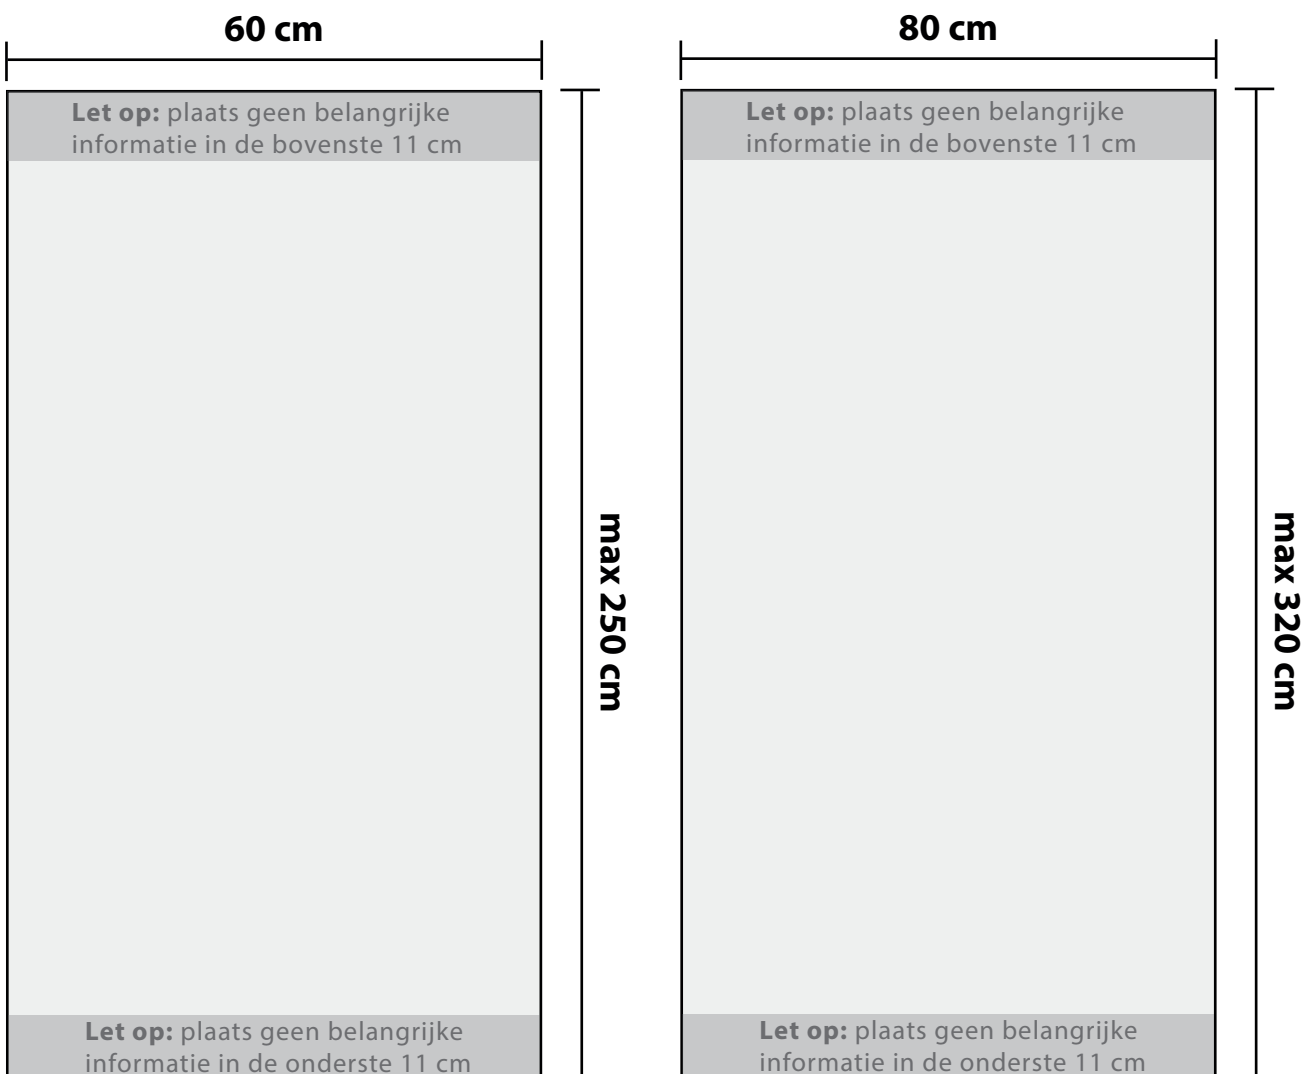 60 cm
Let op: plaats geen belangrijke
informatie in de bovenste 11 cm
max 250 cm
Let op: plaats geen belangrijke
informatie in de onderste 11 cm
80 cm
Let op: plaats geen belangrijke
informatie in de bovenste 11 cm
max 320 cm
Let op: plaats geen belangrijke
informatie in de onderste 11 cm